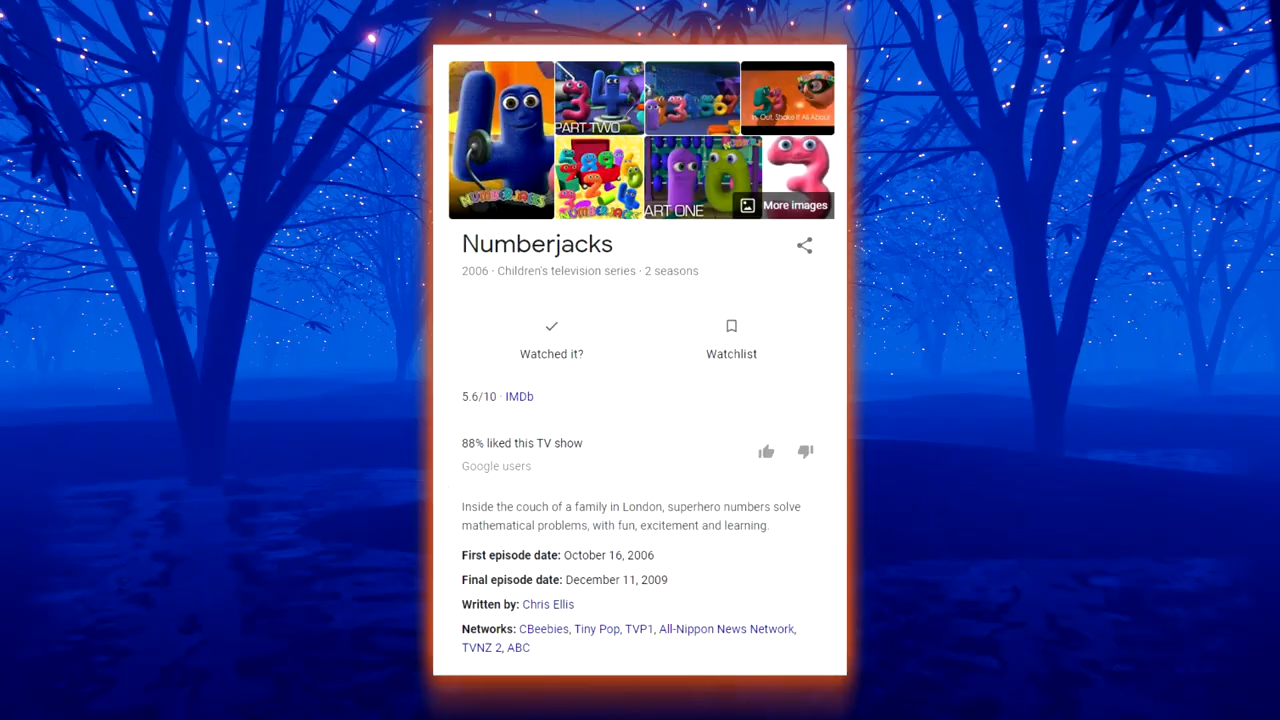 PART TWO
In, Out, Shake It All About
NUMBERJACKS
NUMBERJACKS
ART ONE
More images
Numberjacks
2006 · Children's television series · 2 seasons
Watched it?
Watchlist
5.6/10 · IMDb
88% liked this TV show
Google users
Inside the couch of a family in London, superhero numbers solve
mathematical problems, with fun, excitement and learning.
First episode date: October 16, 2006
Final episode date: December 11, 2009
Written by: Chris Ellis
Networks: CBeebies, Tiny Pop, TVP1, All-Nippon News Network,
TVNZ 2, ABC